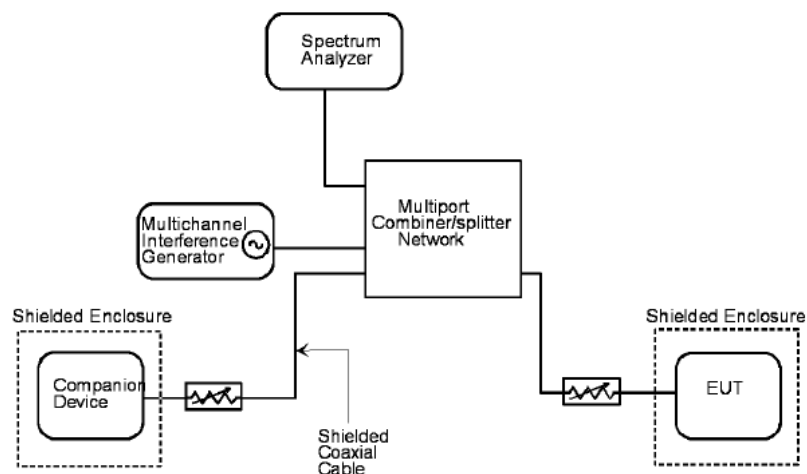 Spectrum
Analyzer
Multiport
Combiner/splitter
Network
Multichannel
Interference
Generator
Shielded Enclosure
Shielded Enclosure
Companion
Device
EUT
Shielded
Coaxial
Cable